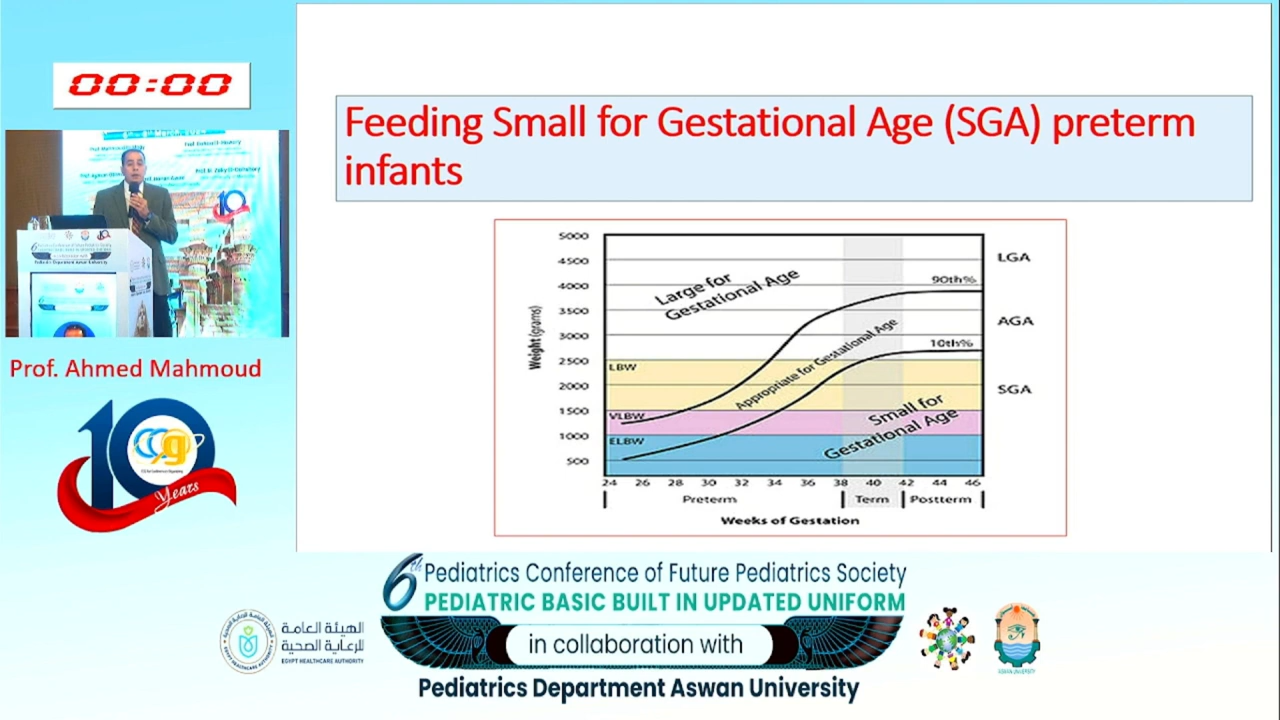 00:00
Prof. Ahmed Mahmoud
10
Years
Feeding Small for Gestational Age (SGA) preterm
infants
5000
4500
4000
3500
3000
2500
2000
1500
1000
500
Weight (grams)
Large for
Gestational Age
Appropriate for Gestational Age
Small for
Gestational Age
90th%
10th%
LBW
VLBW
ELBW
LGA
AGA
SGA
24 26 28 30 32 34 36 38 40 42 44 46
Preterm Term Postterm
Weeks of Gestation
6th Pediatrics Conference of Future Pediatrics Society
PEDIATRIC BASIC BUILT IN UPDATED UNIFORM
in collaboration with
Pediatrics Department Aswan University
الهيئة العامة
للرعاية الصحية
EGYPT HEALTHCARE AUTHORITY
ASWAN UNIVERSITY